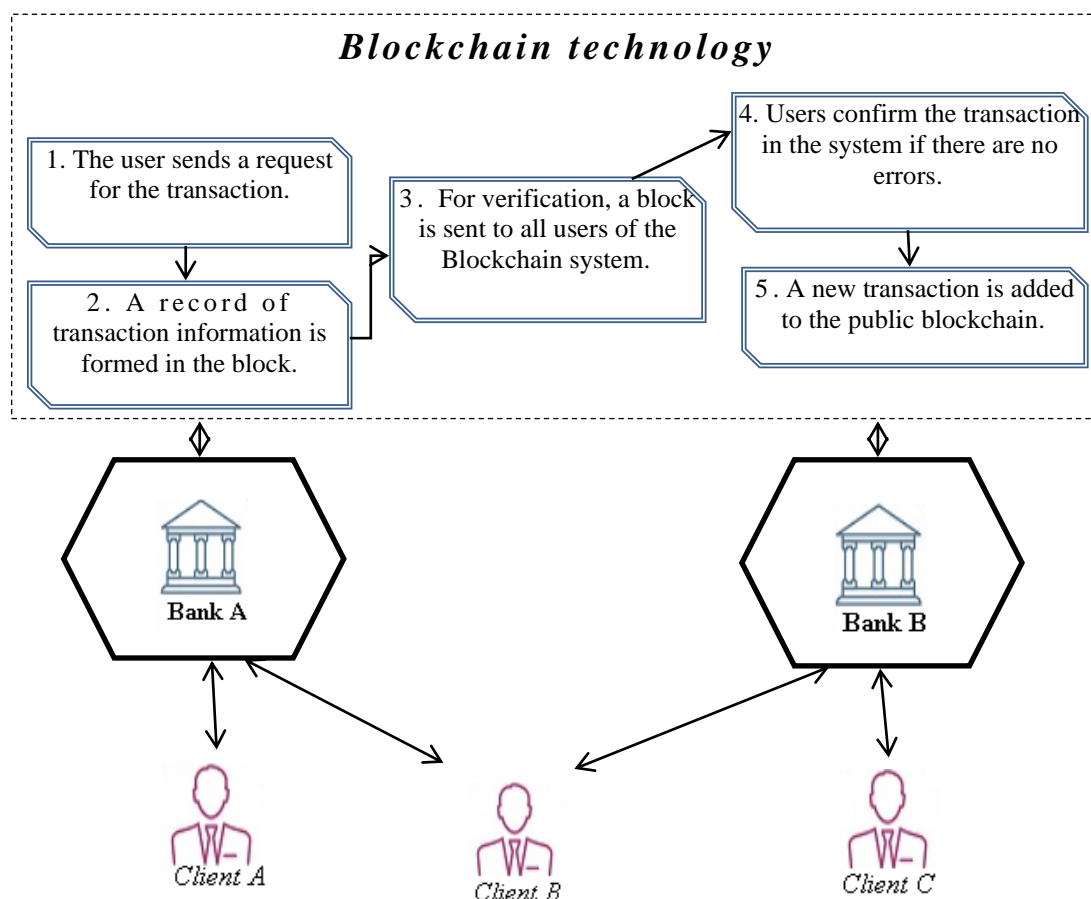 Blockchain technology
1. The user sends a request
for the transaction.
2. A record of
transaction information is
formed in the block.
3. For verification, a block
is sent to all users of the
Blockchain system.
4. Users confirm the transaction
in the system if there are no
errors.
5. A new transaction is added
to the public blockchain.
Bank A
Bank B
Client A
Client B
Client C